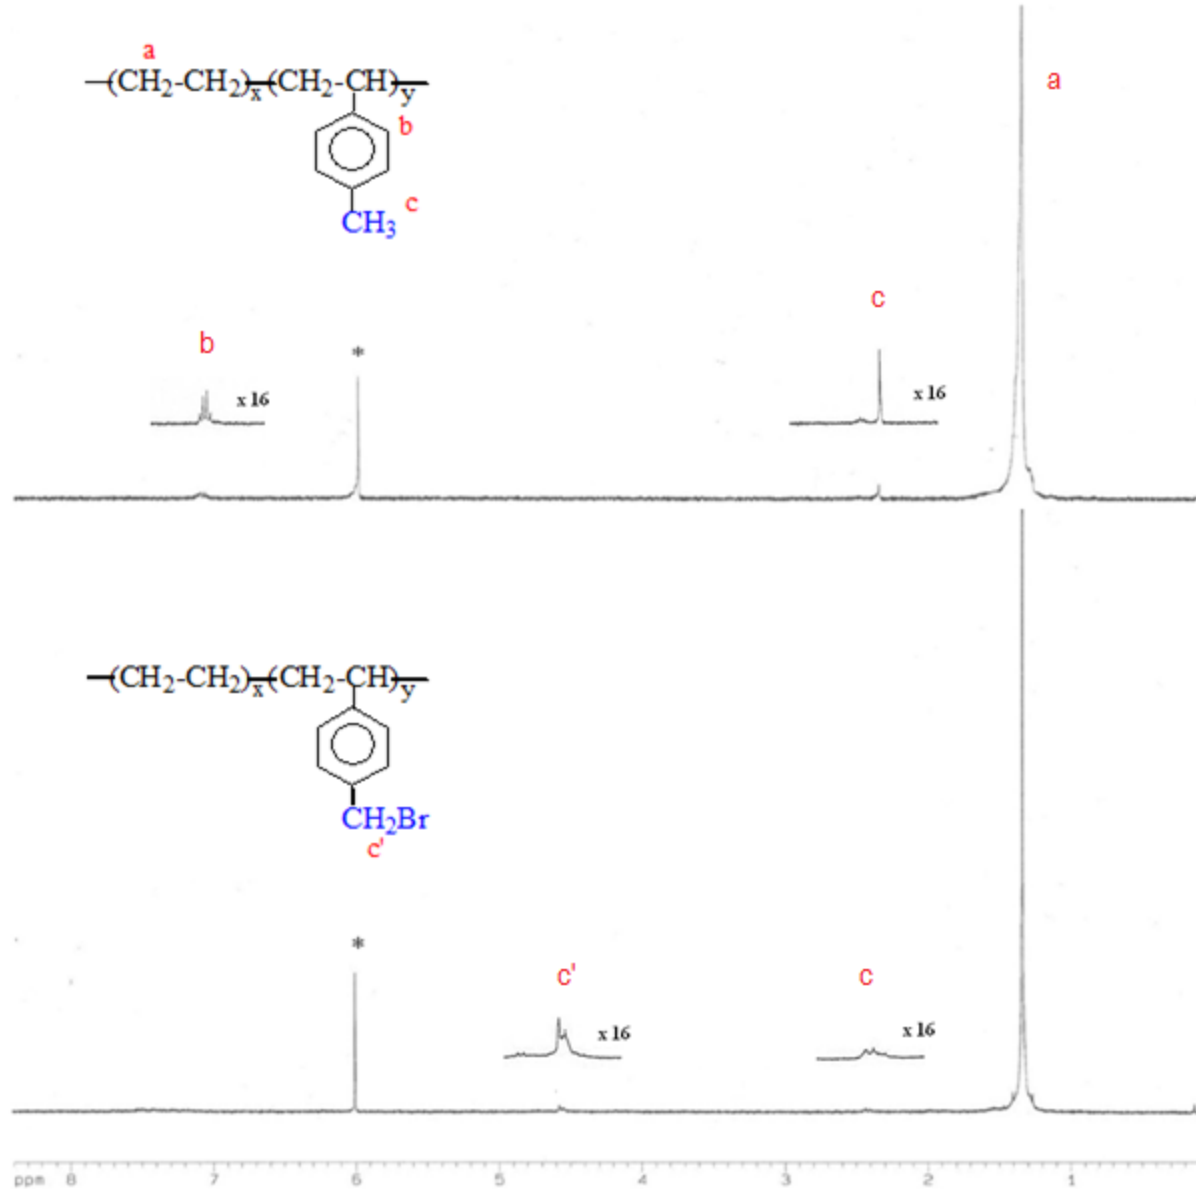 a
—(CH₂-CH₂)ₓ—(CH₂-CH)y—
b
c
CH₃
a
c
b
*
x 16
x 16
—(CH₂-CH₂)ₓ—(CH₂-CH)y—
CH₂Br
c'
*
c'
c
x 16
x 16
ppm 8 7 6 5 4 3 2 1